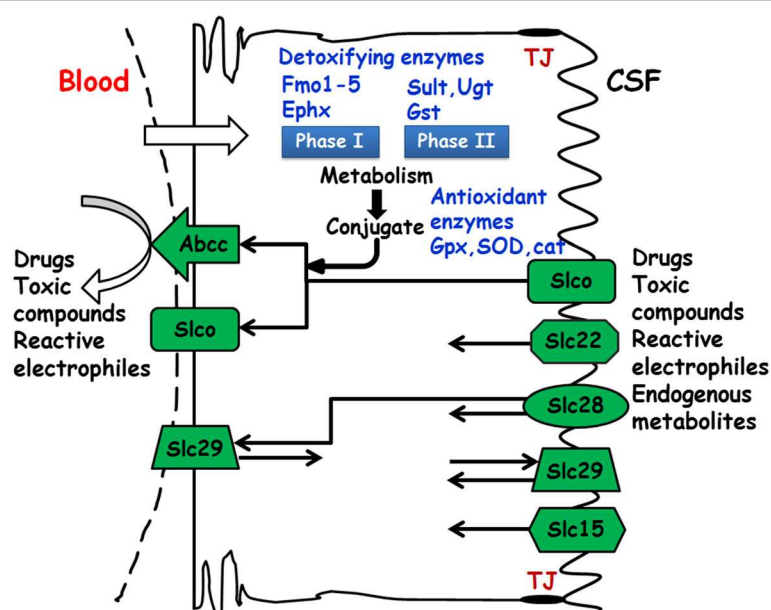 TJ
Detoxifying enzymes
Blood
Fmo1-5
Ephx
Sult,Ugt
Gst
CSF
Phase I
Phase II
Metabolism
Conjugate
Antioxidant
enzymes
Gpx,SOD,cat
Abcc
Drugs
Toxic
compounds
Reactive
electrophiles
Slco
Slc29
Slco
Slc22
Slc28
Slc29
Slc15
Drugs
Toxic
compounds
Reactive
electrophiles
Endogenous
metabolites
TJ